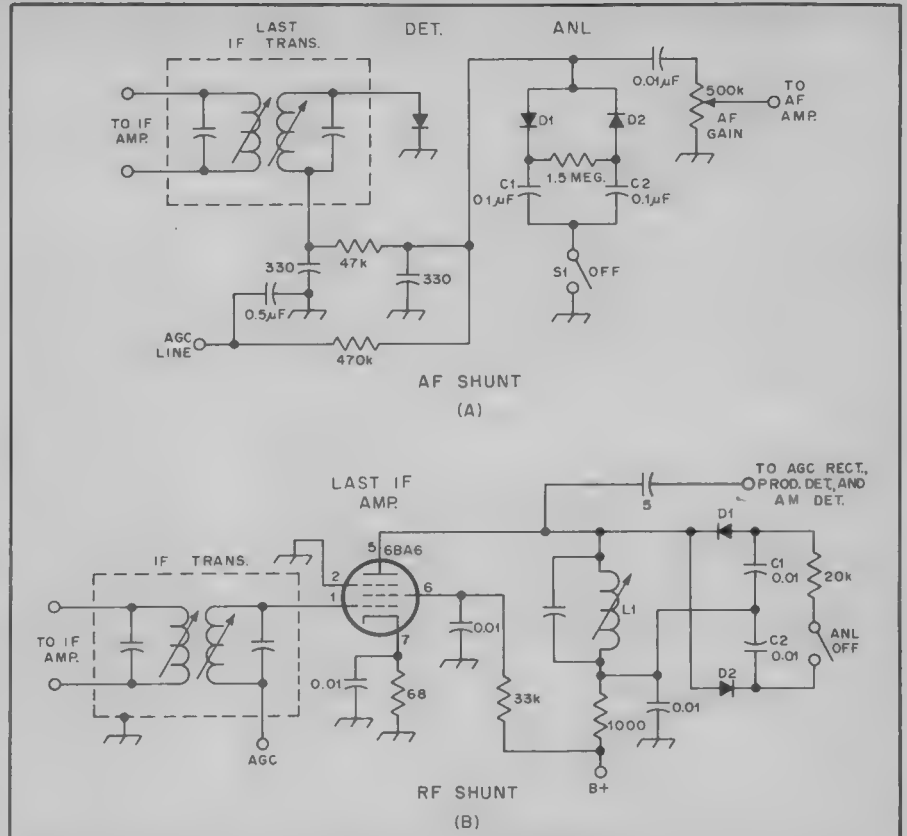 LAST
IF TRANS.
DET.
ANL
0.01µF
500k
TO
AF
AMP.
AF
GAIN
TO IF
AMP.
D1
D2
1.5 MEG.
C1
0.1µF
C2
0.1µF
330
47k
330
0.5µF
S1
OFF
AGC
LINE
470k
AF SHUNT
(A)
LAST IF
AMP.
TO AGC RECT.,
PROD. DET., AND
AM DET.
5
5
6BA6
D1
IF TRANS.
2
1
6
7
C1
0.01
20k
L1
TO IF
AMP.
0.01
C2
0.01
ANL
OFF
0.01
68
33k
D2
0.01
1000
AGC
B+
RF SHUNT
(B)